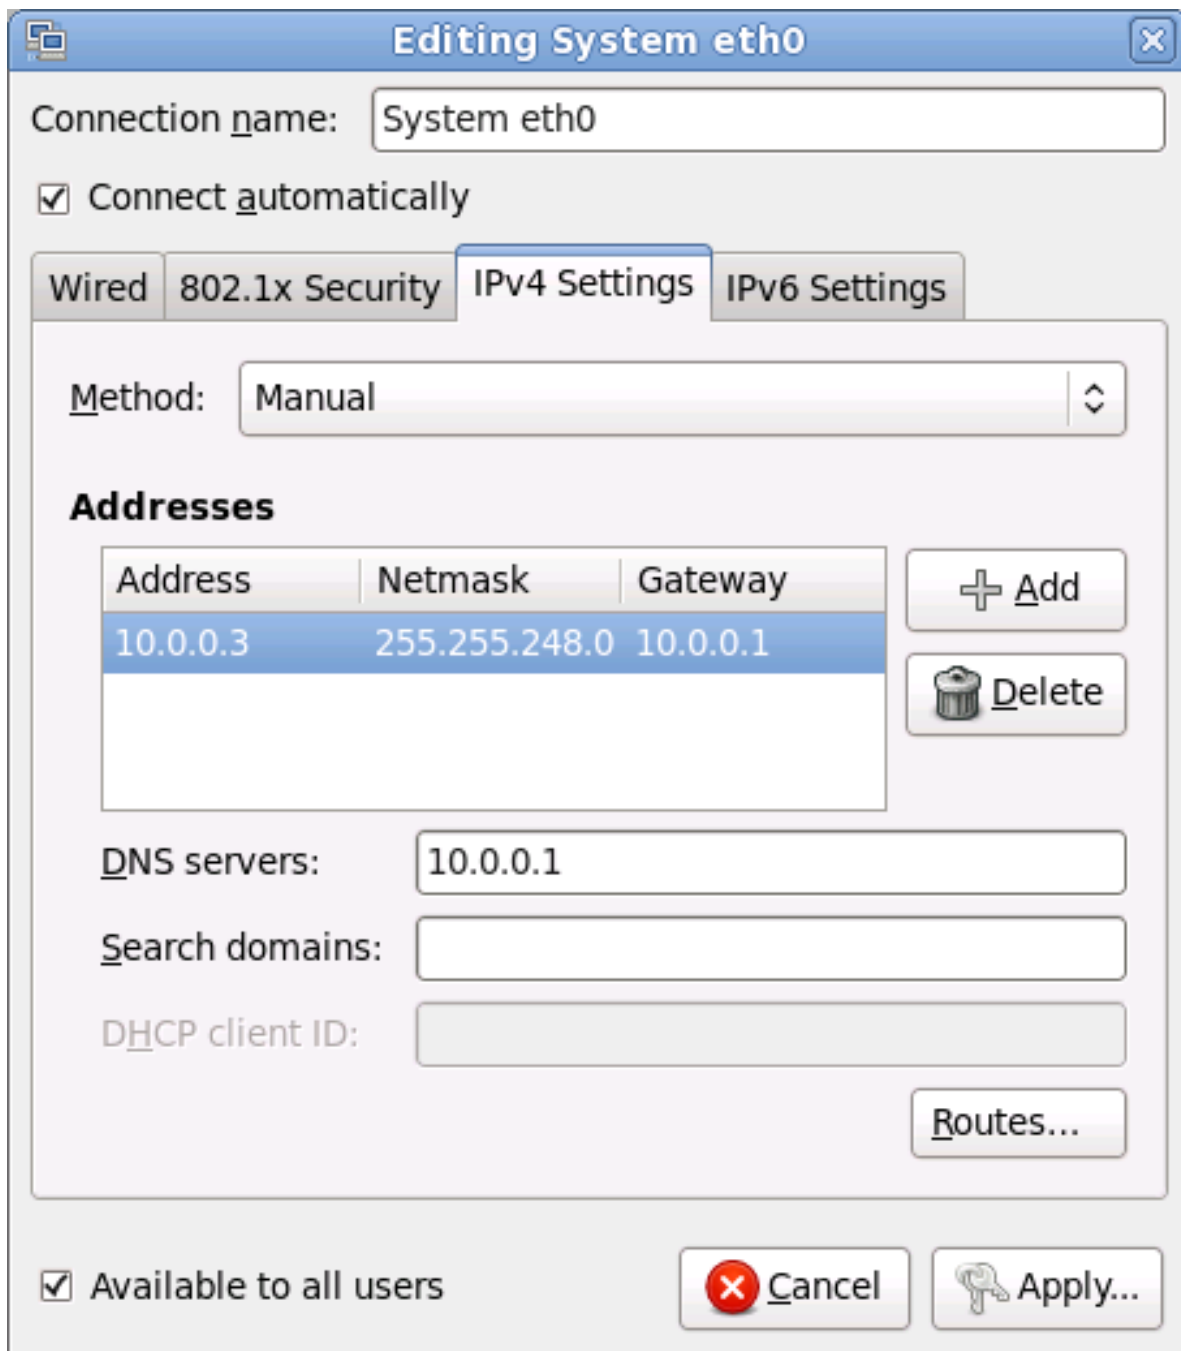 Editing System eth0
Connection name: System eth0
Connect automatically
Wired 802.1x Security IPv4 Settings IPv6 Settings
Method: Manual
Addresses
Address Netmask Gateway
Add
10.0.0.3 255.255.248.0 10.0.0.1
Delete
DNS servers: 10.0.0.1
Search domains:
DHCP client ID:
Routes...
Available to all users Cancel Apply...